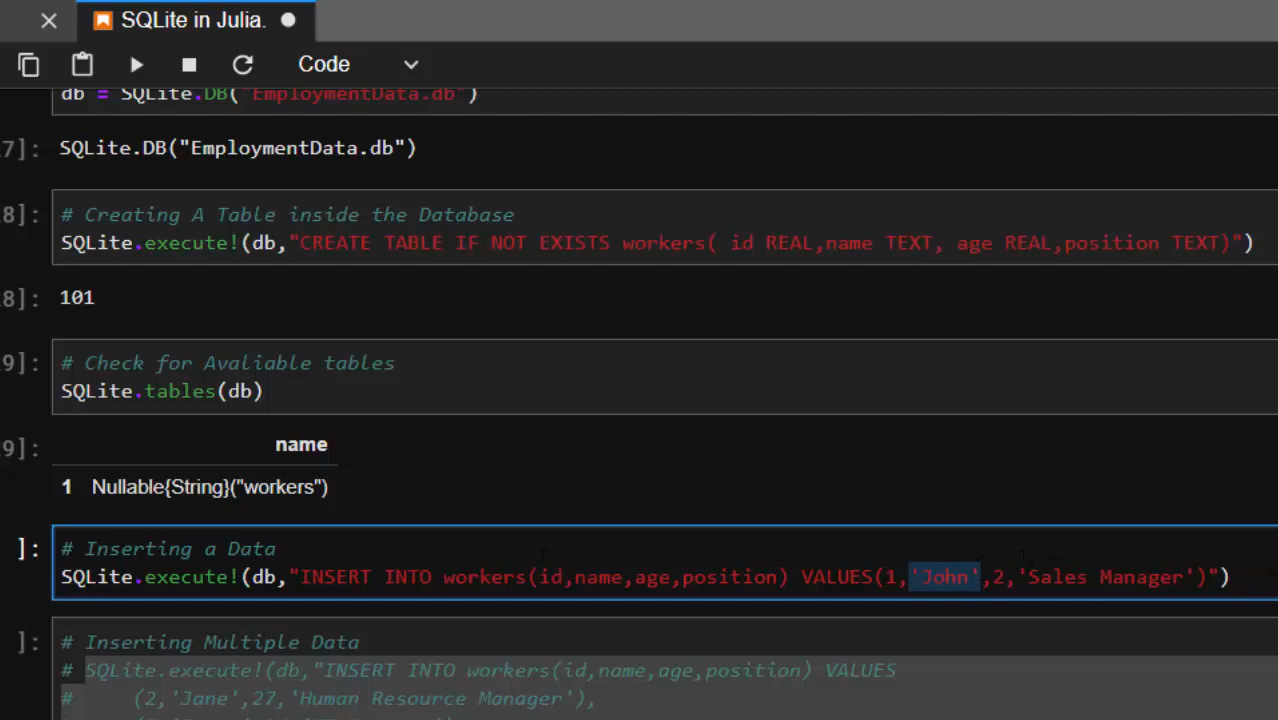 SQLite in Julia.
Code
db = SQLite.DB("EmploymentData.db")
7]: SQLite.DB("EmploymentData.db")
8]: # Creating A Table inside the Database
SQLite.execute!(db,"CREATE TABLE IF NOT EXISTS workers( id REAL,name TEXT, age REAL,position TEXT)")
8]: 101
9]: # Check for Avaliable tables
SQLite.tables(db)
name
9]:
1 Nullable{String}("workers")
]: # Inserting a Data
SQLite.execute!(db,"INSERT INTO workers(id,name,age,position) VALUES(1,'John',2,'Sales Manager')")
]: # Inserting Multiple Data
# SQLite.execute!(db,"INSERT INTO workers(id,name,age,position) VALUES
# (2,'Jane',27,'Human Resource Manager'),